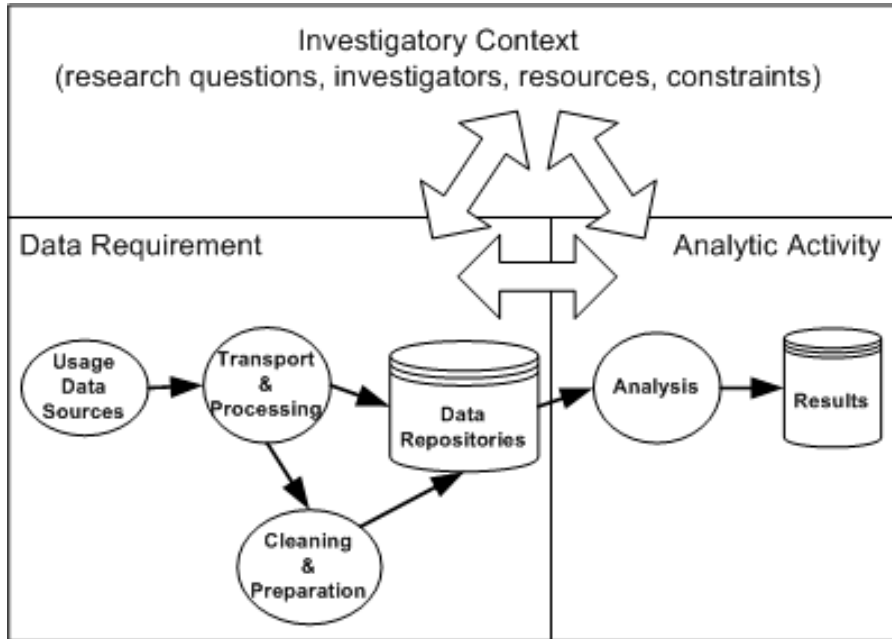 Investigatory Context
(research questions, investigators, resources, constraints)
Data Requirement
Analytic Activity
Usage
Data
Sources
Transport
&
Processing
Data
Repositories
Analysis
Results
Cleaning
&
Preparation